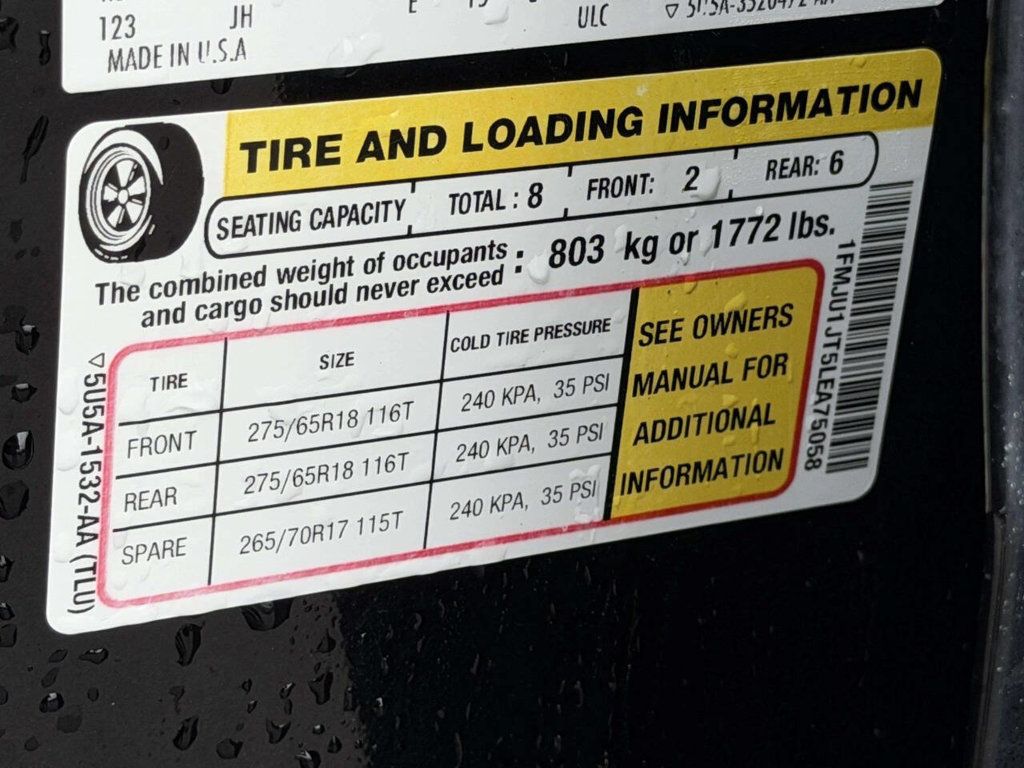 123 JH E ULC
MADE IN U.S.A
TIRE AND LOADING INFORMATION
SEATING CAPACITY TOTAL : 8 FRONT: 2 REAR: 6
The combined weight of occupants
and cargo should never exceed : 803 kg or 1772 lbs.
TIRE SIZE COLD TIRE PRESSURE
FRONT 275/65R18 116T 240 KPA, 35 PSI
REAR 275/65R18 116T 240 KPA, 35 PSI
SPARE 265/70R17 115T 240 KPA, 35 PSI
SEE OWNERS
MANUAL FOR
ADDITIONAL
INFORMATION
1FMJU1JT5LEA75058
▽5U5A-1532-AA (TLU)